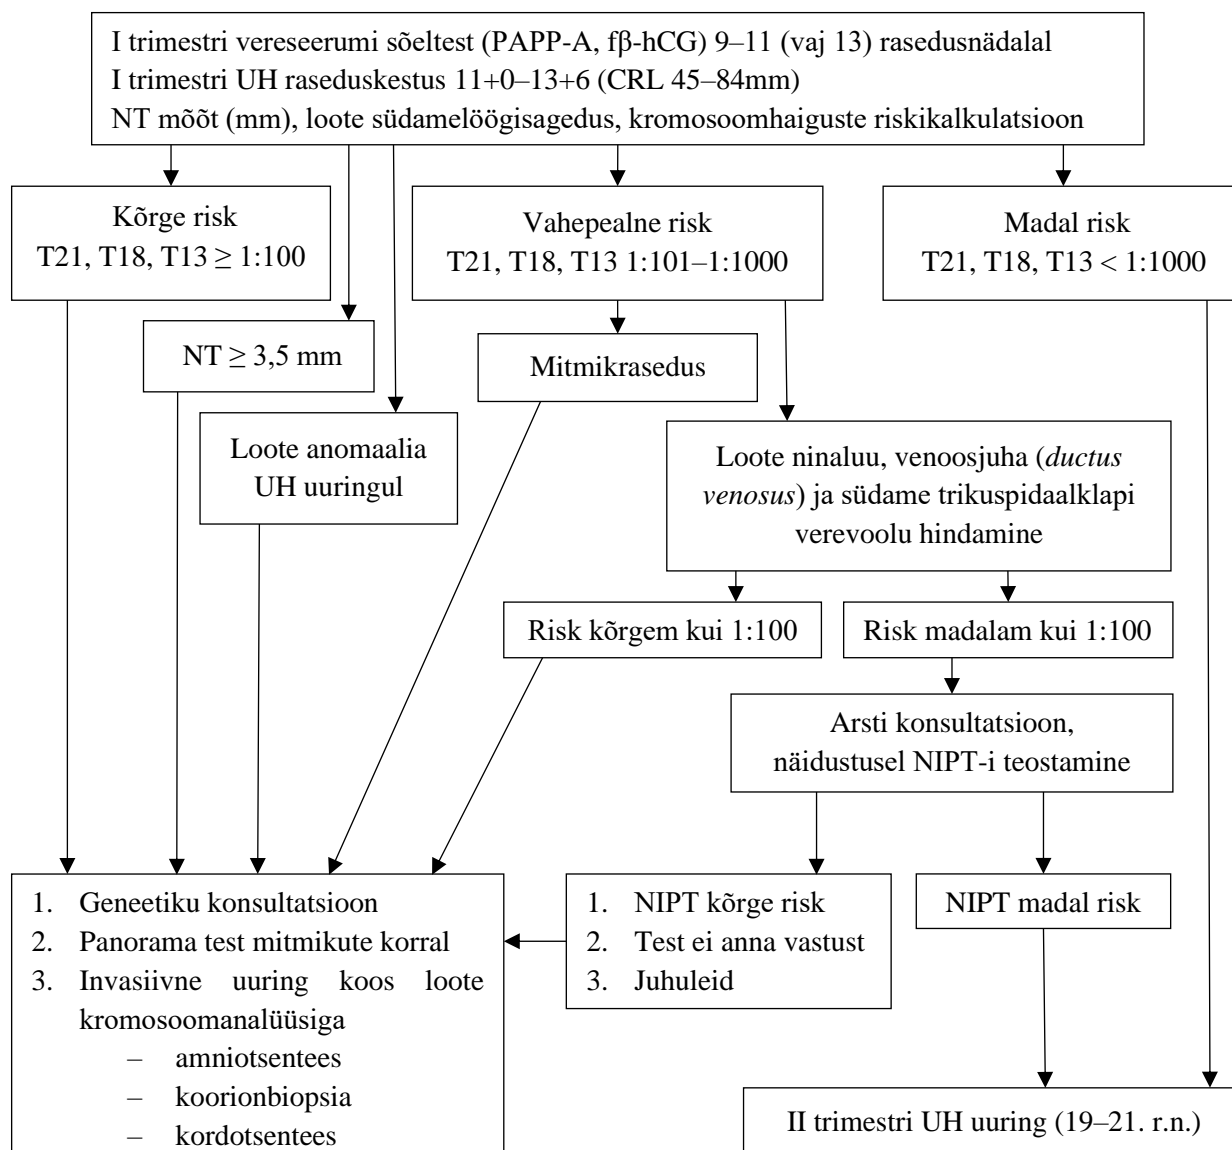 I trimestri vereseerumi sõeltest (PAPP-A, fβ-hCG) 9–11 (vaj 13) rasedusnädalal
I trimestri UH raseduskestus 11+0–13+6 (CRL 45–84mm)
NT mõõt (mm), loote südamelöögisagedus, kromosoomhaiguste riskikalkulatsioon
Kõrge risk
T21, T18, T13 ≥ 1:100
Vahepealne risk
T21, T18, T13 1:101–1:1000
Madal risk
T21, T18, T13 < 1:1000
NT ≥ 3,5 mm
Mitmikrasedus
Loote anomaalia
UH uuringul
Loote ninaluu, venoosjuha (ductus
venosus) ja südame trikuspidaalklapi
verevoolu hindamine
Risk kõrgem kui 1:100
Risk madalam kui 1:100
Arsti konsultatsioon,
näidustusel NIPT-i teostamine
1. Geneetiku konsultatsioon
2. Panorama test mitmikute korral
3. Invasiivne uuring koos loote
kromosoomanalüüsiga
– amniotsentees
– koorionbiopsia
– kordotsentees
1. NIPT kõrge risk
2. Test ei anna vastust
3. Juhuleid
NIPT madal risk
II trimestri UH uuring (19–21. r.n.)